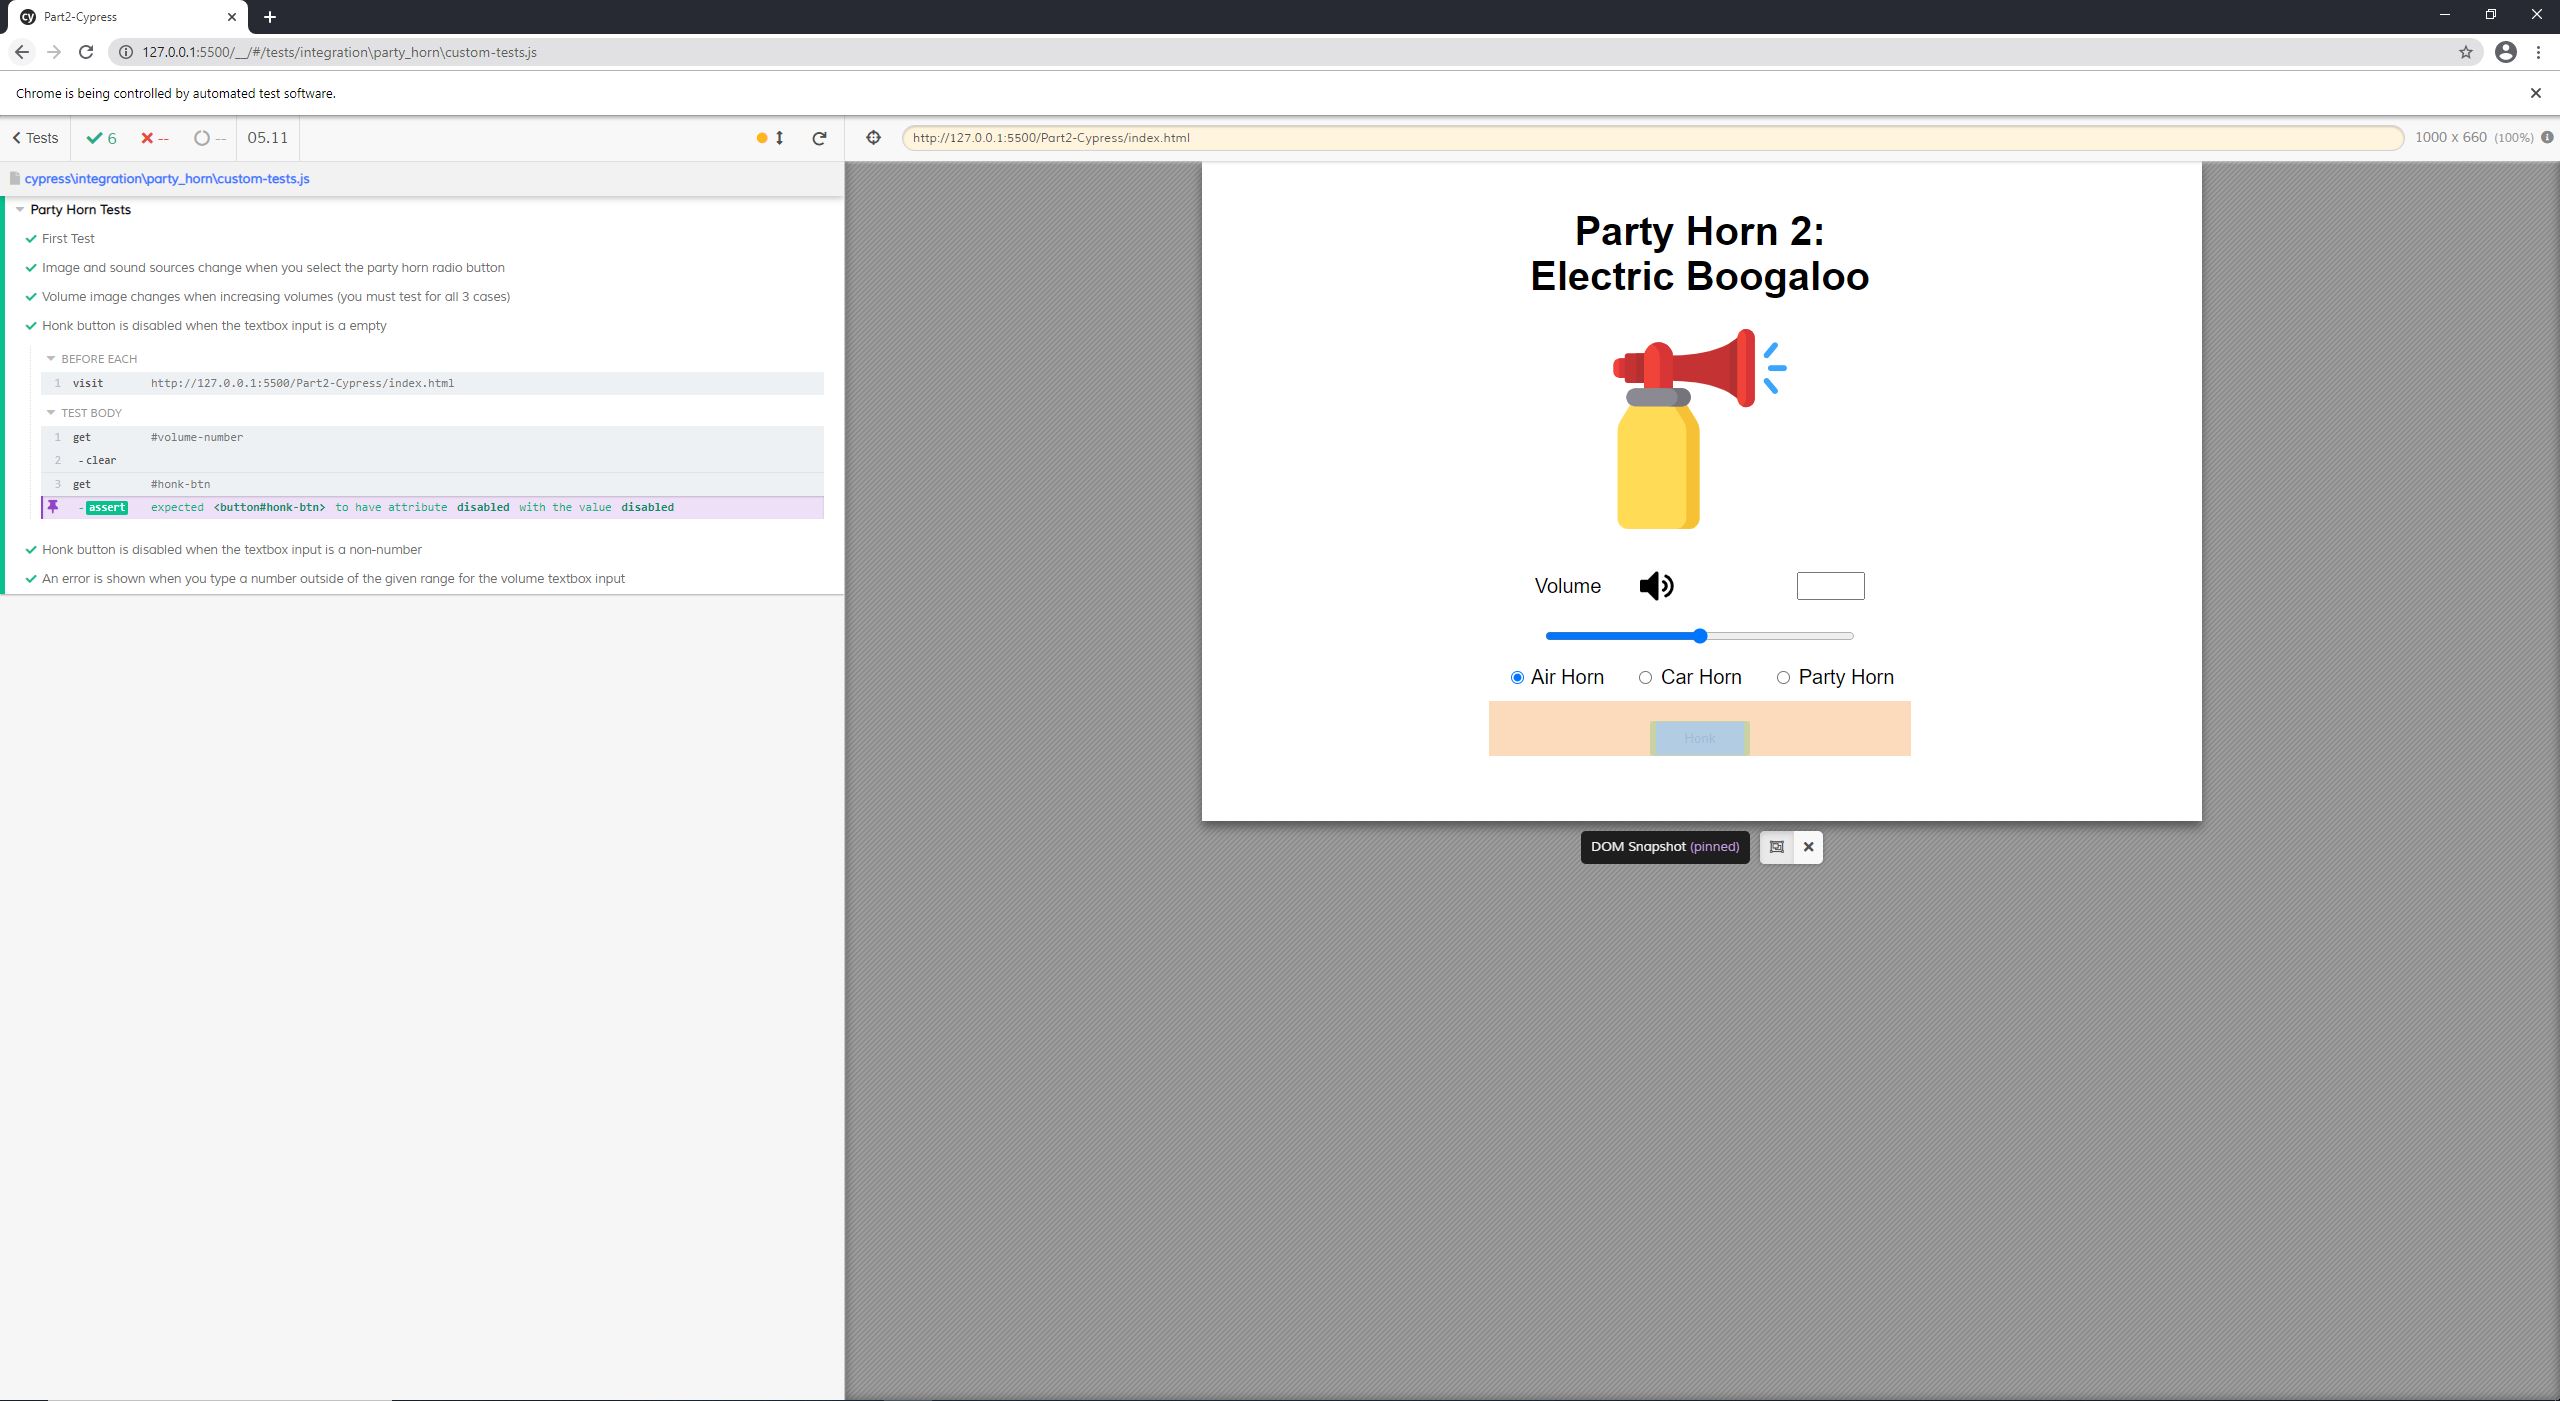 Part2-Cypress
127.0.0.1:5500/__/#/tests/integration\party_horn\custom-tests.js
Chrome is being controlled by automated test software.
Tests 6 -- -- 05.11
http://127.0.0.1:5500/Part2-Cypress/index.html 1000 x 660 (100%)
cypress\integration\party_horn\custom-tests.js
Party Horn Tests
First Test
Image and sound sources change when you select the party horn radio button
Volume image changes when increasing volumes (you must test for all 3 cases)
Honk button is disabled when the textbox input is a empty
BEFORE EACH
1 visit http://127.0.0.1:5500/Part2-Cypress/index.html
TEST BODY
1 get #volume-number
2 -clear
3 get #honk-btn
-assert expected <button#honk-btn> to have attribute disabled with the value disabled
Honk button is disabled when the textbox input is a non-number
An error is shown when you type a number outside of the given range for the volume textbox input
Party Horn 2:
Electric Boogaloo
Volume
Air Horn Car Horn Party Horn
Honk
DOM Snapshot (pinned)